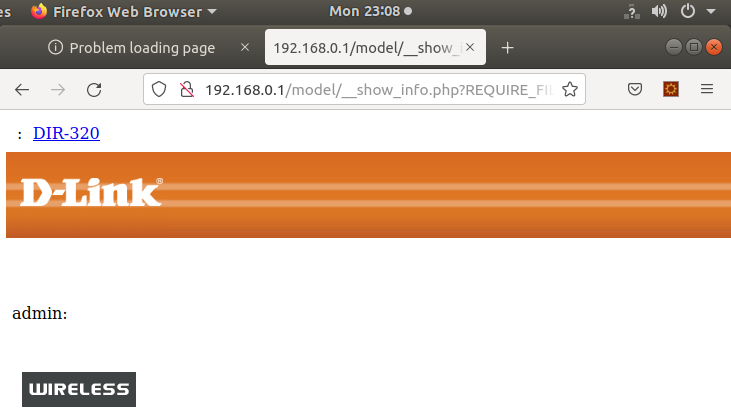 es Firefox Web Browser Mon 23:08
Problem loading page 192.168.0.1/model/__show_
192.168.0.1/model/__show_info.php?REQUIRE_FI
: DIR-320
D-Link®
admin:
WIRELESS